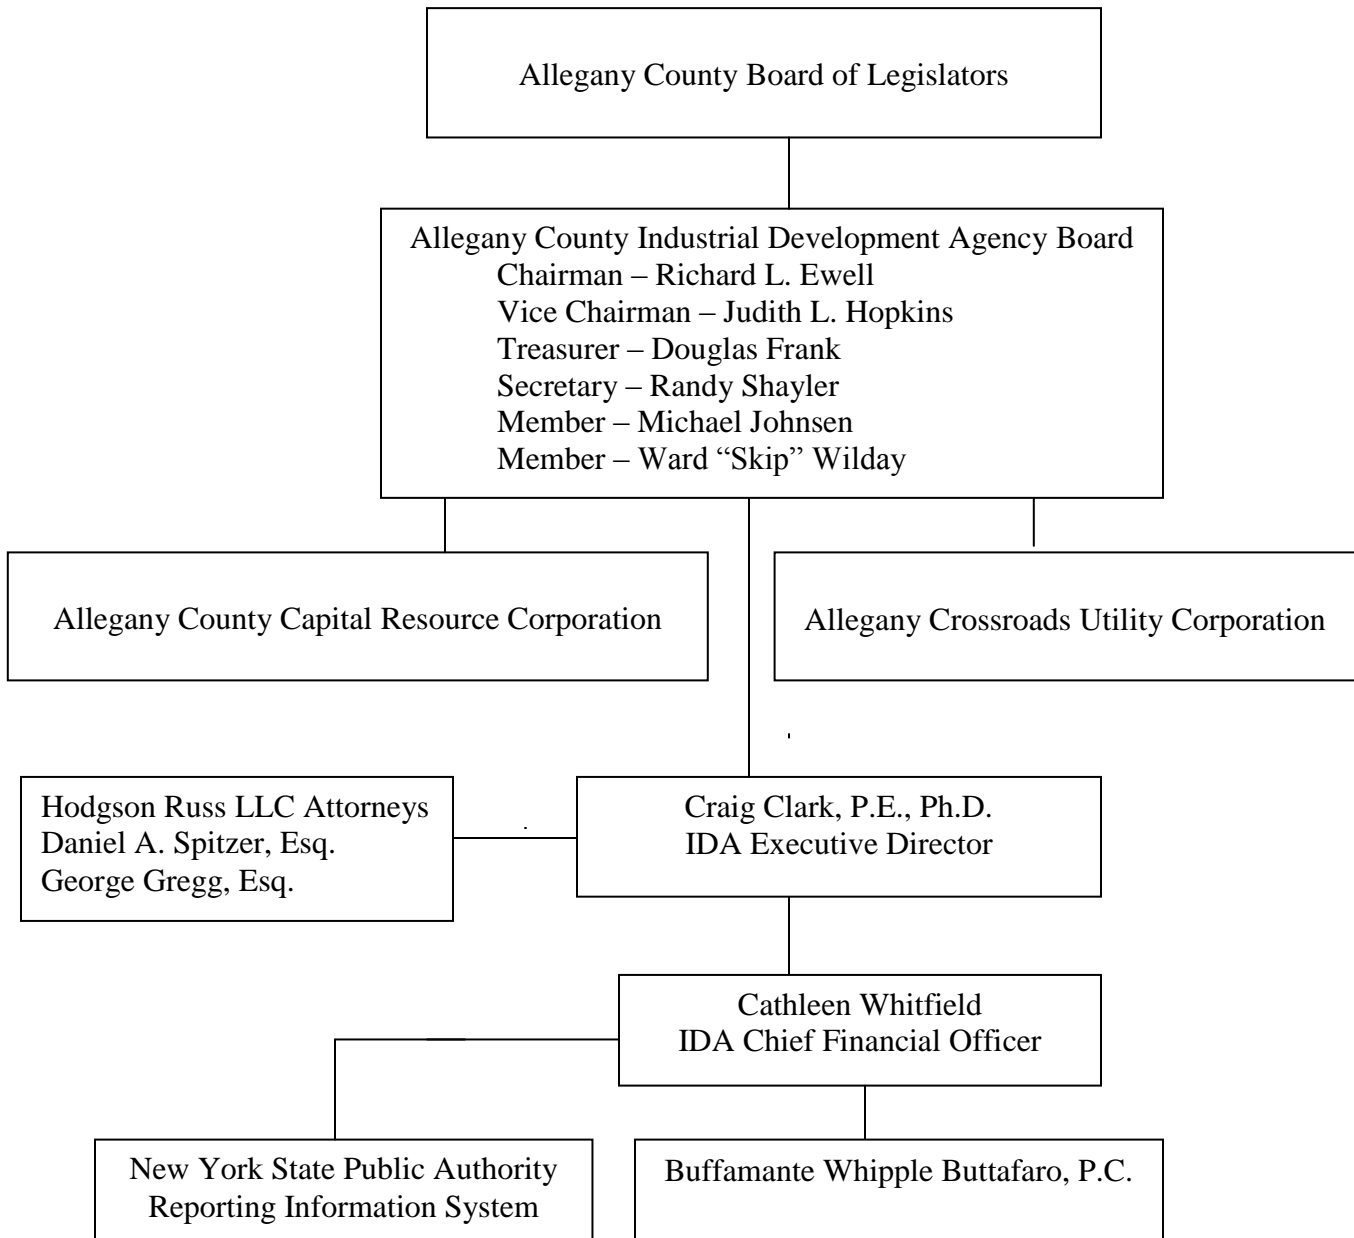 Allegany County Board of Legislators
Allegany County Industrial Development Agency Board
Chairman – Richard L. Ewell
Vice Chairman – Judith L. Hopkins
Treasurer – Douglas Frank
Secretary – Randy Shayler
Member – Michael Johnsen
Member – Ward “Skip” Wilday
Allegany County Capital Resource Corporation
Allegany Crossroads Utility Corporation
Hodgson Russ LLC Attorneys
Daniel A. Spitzer, Esq.
George Gregg, Esq.
Craig Clark, P.E., Ph.D.
IDA Executive Director
Cathleen Whitfield
IDA Chief Financial Officer
New York State Public Authority
Reporting Information System
Buffamante Whipple Buttafaro, P.C.